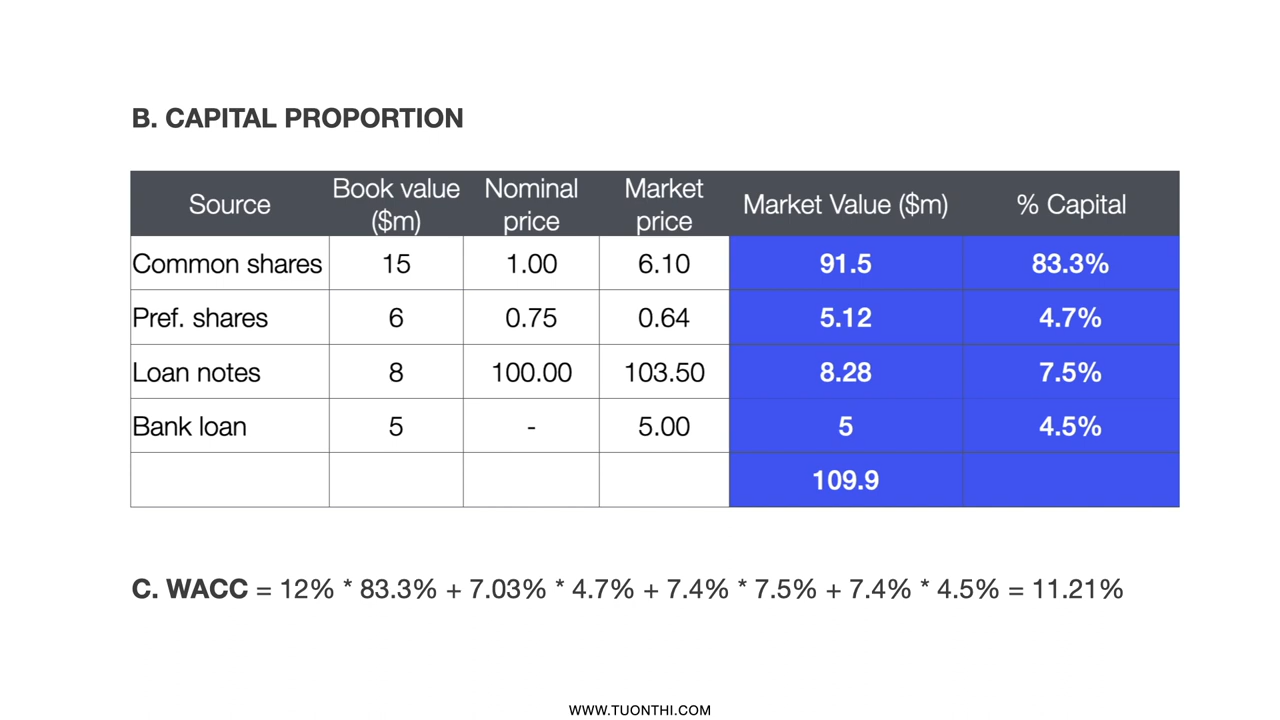 B. CAPITAL PROPORTION
Source Book value ($m) Nominal price Market price Market Value ($m) % Capital
Common shares 15 1.00 6.10 91.5 83.3%
Pref. shares 6 0.75 0.64 5.12 4.7%
Loan notes 8 100.00 103.50 8.28 7.5%
Bank loan 5 - 5.00 5 4.5%
109.9
C. WACC = 12% * 83.3% + 7.03% * 4.7% + 7.4% * 7.5% + 7.4% * 4.5% = 11.21%
WWW.TUONTHI.COM